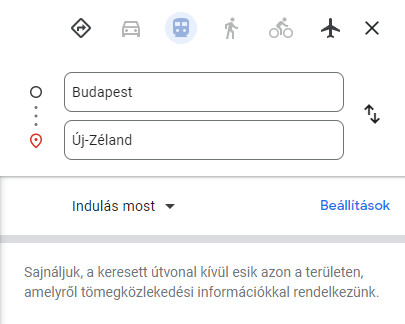 Budapest
Új-Zéland
Indulás most
Beállítások
Sajnáljuk, a keresett útvonal kívül esik azon a területen,
amelyről tömegközlekedési információkkal rendelkezünk.